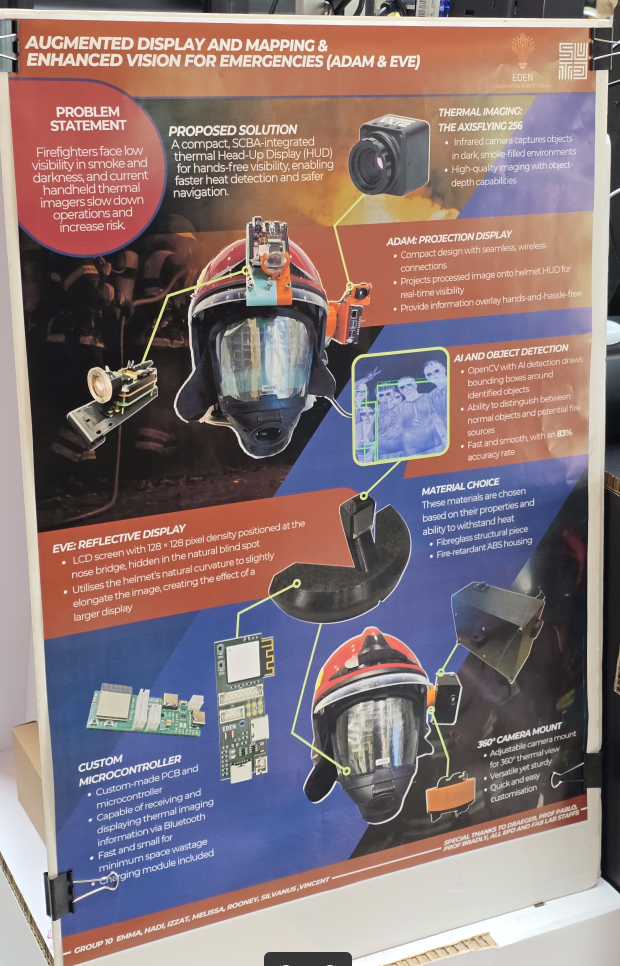 AUGMENTED DISPLAY AND MAPPING &
ENHANCED VISION FOR EMERGENCIES (ADAM & EVE)
EDEN
SUTD
PROBLEM
STATEMENT
Firefighters face low
visibility in smoke and
darkness, and current
handheld thermal
imagers slow down
operations and
increase risk.
PROPOSED SOLUTION
A compact, SCBA-integrated
thermal Head-Up Display (HUD)
for hands-free visibility, enabling
faster heat detection and safer
navigation.
THERMAL IMAGING:
THE AXISFLYING 256
• Infrared camera captures objects
in dark, smoke-filled environments
• High-quality imaging with object-
depth capabilities
ADAM: PROJECTION DISPLAY
• Compact design with seamless, wireless
connections
• Projects processed image onto helmet HUD for
real-time visibility
• Provide information overlay hands-and-hassle-free
AI AND OBJECT DETECTION
• OpenCV with AI detection draws
bounding boxes around
identified objects
• Ability to distinguish between
normal objects and potential fire
sources
• Fast and smooth, with an 83%
accuracy rate
MATERIAL CHOICE
These materials are chosen
based on their properties and
ability to withstand heat
• Fibreglass structural piece
• Fire-retardant ABS housing
EVE: REFLECTIVE DISPLAY
• LCD screen with 128 × 128 pixel density positioned at the
nose bridge, hidden in the natural blind spot
• Utilises the helmet's natural curvature to slightly
elongate the image, creating the effect of a
larger display
EDEN
CUSTOM
MICROCONTROLLER
• Custom-made PCB and
microcontroller
• Capable of receiving and
displaying thermal imaging
information via Bluetooth
• Fast and small for
minimum space wastage
• Charging module included
360° CAMERA MOUNT
• Adjustable camera mount
for 360° thermal view
• Versatile yet sturdy
• Quick and easy
customisation
SPECIAL THANKS TO DRAEGER, PROF PABLO,
PROF BRADLY, ALL EPO AND FAB LAB STAFFS
GROUP 10 EMMA, HADI, IZZAT, MELISSA, ROONEY, SILVANUS ,VINCENT